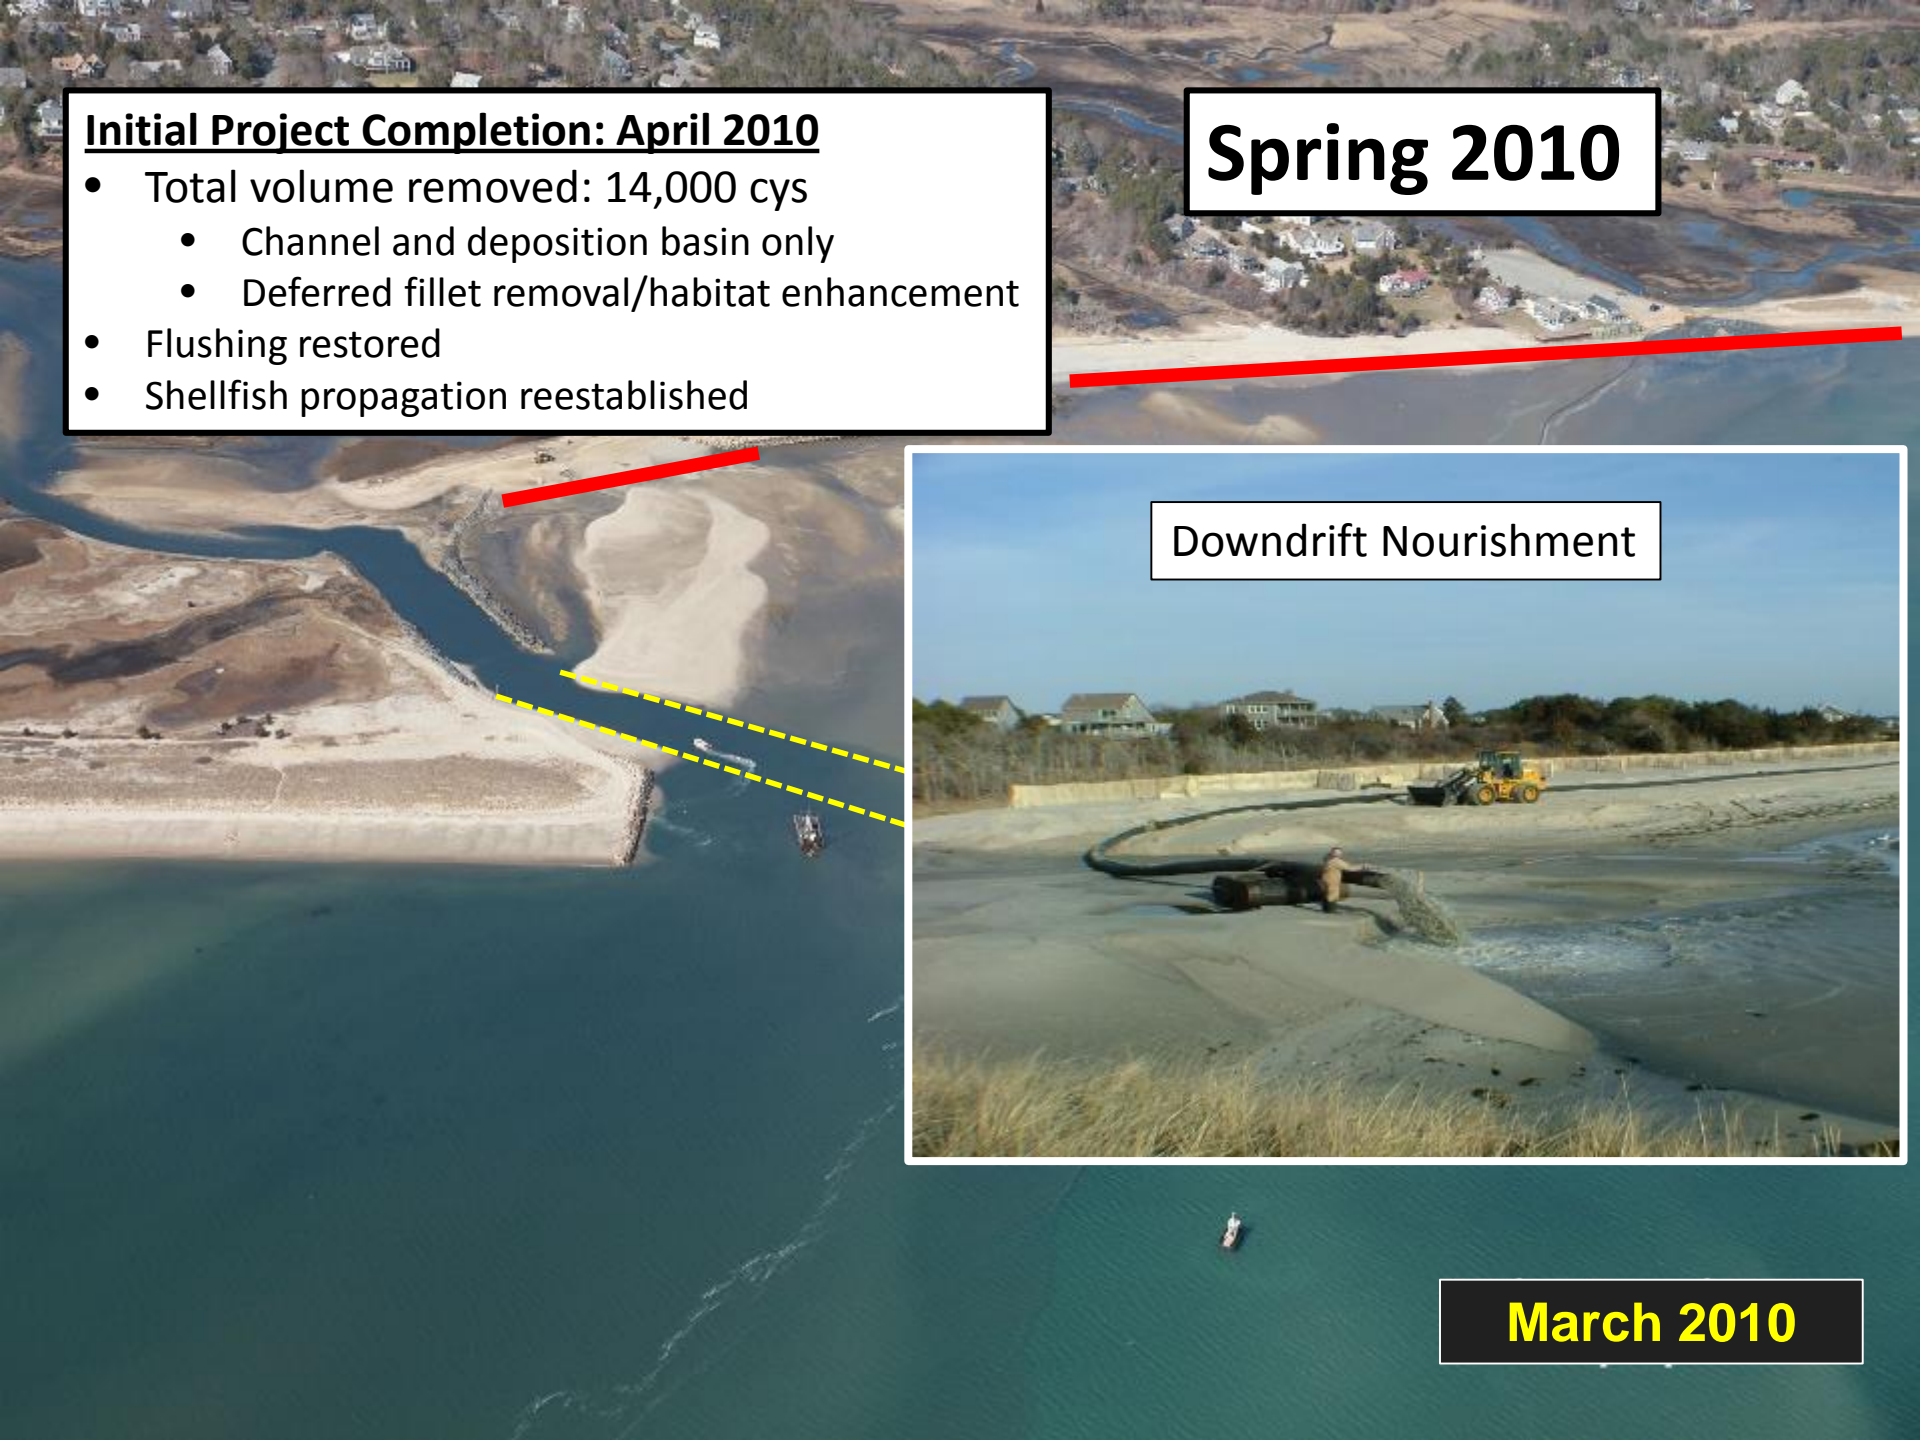 Initial Project Completion: April 2010
• Total volume removed: 14,000 cys
• Channel and deposition basin only
• Deferred fillet removal/habitat enhancement
• Flushing restored
• Shellfish propagation reestablished
Spring 2010
Downdrift Nourishment
March 2010